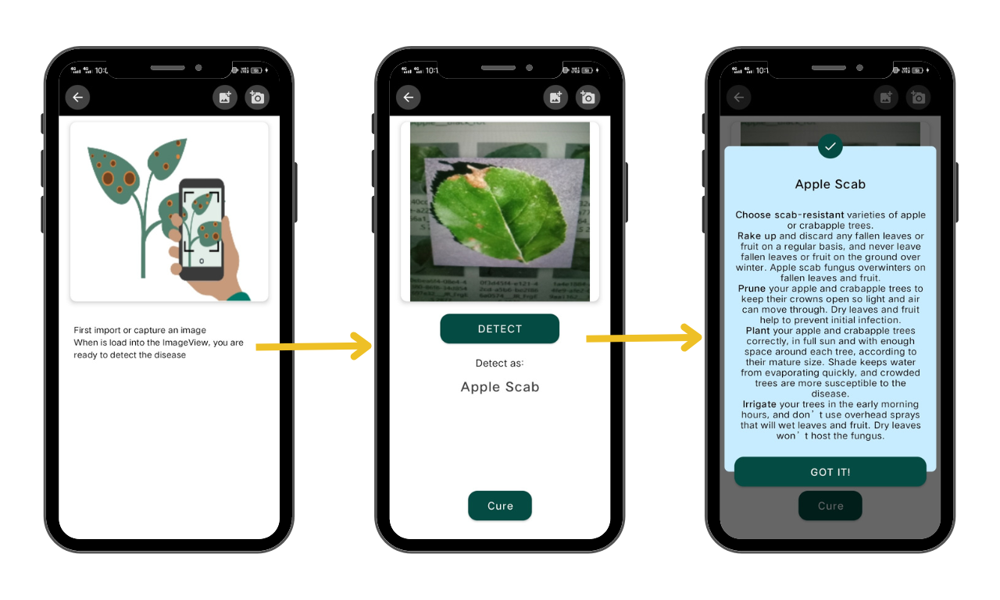 10:0
First import or capture an image
When is load into the ImageView, you are
ready to detect the disease
10:1
DETECT
Detect as:
Apple Scab
Cure
10:1
Apple Scab
Choose scab-resistant varieties of apple
or crabapple trees.
Rake up and discard any fallen leaves or
fruit on a regular basis, and never leave
fallen leaves or fruit on the ground over
winter. Apple scab fungus overwinters on
fallen leaves and fruit.
Prune your apple and crabapple trees to
keep their crowns open so light and air
can move through. Dry leaves and fruit
help to prevent initial infection.
Plant your apple and crabapple trees
correctly, in full sun and with enough
space around each tree, according to
their mature size. Shade keeps water
from evaporating quickly, and crowded
trees are more susceptible to the
disease.
Irrigate your trees in the early morning
hours, and don't use overhead sprays
that will wet leaves and fruit. Dry leaves
won't host the fungus.
GOT IT!
Cure